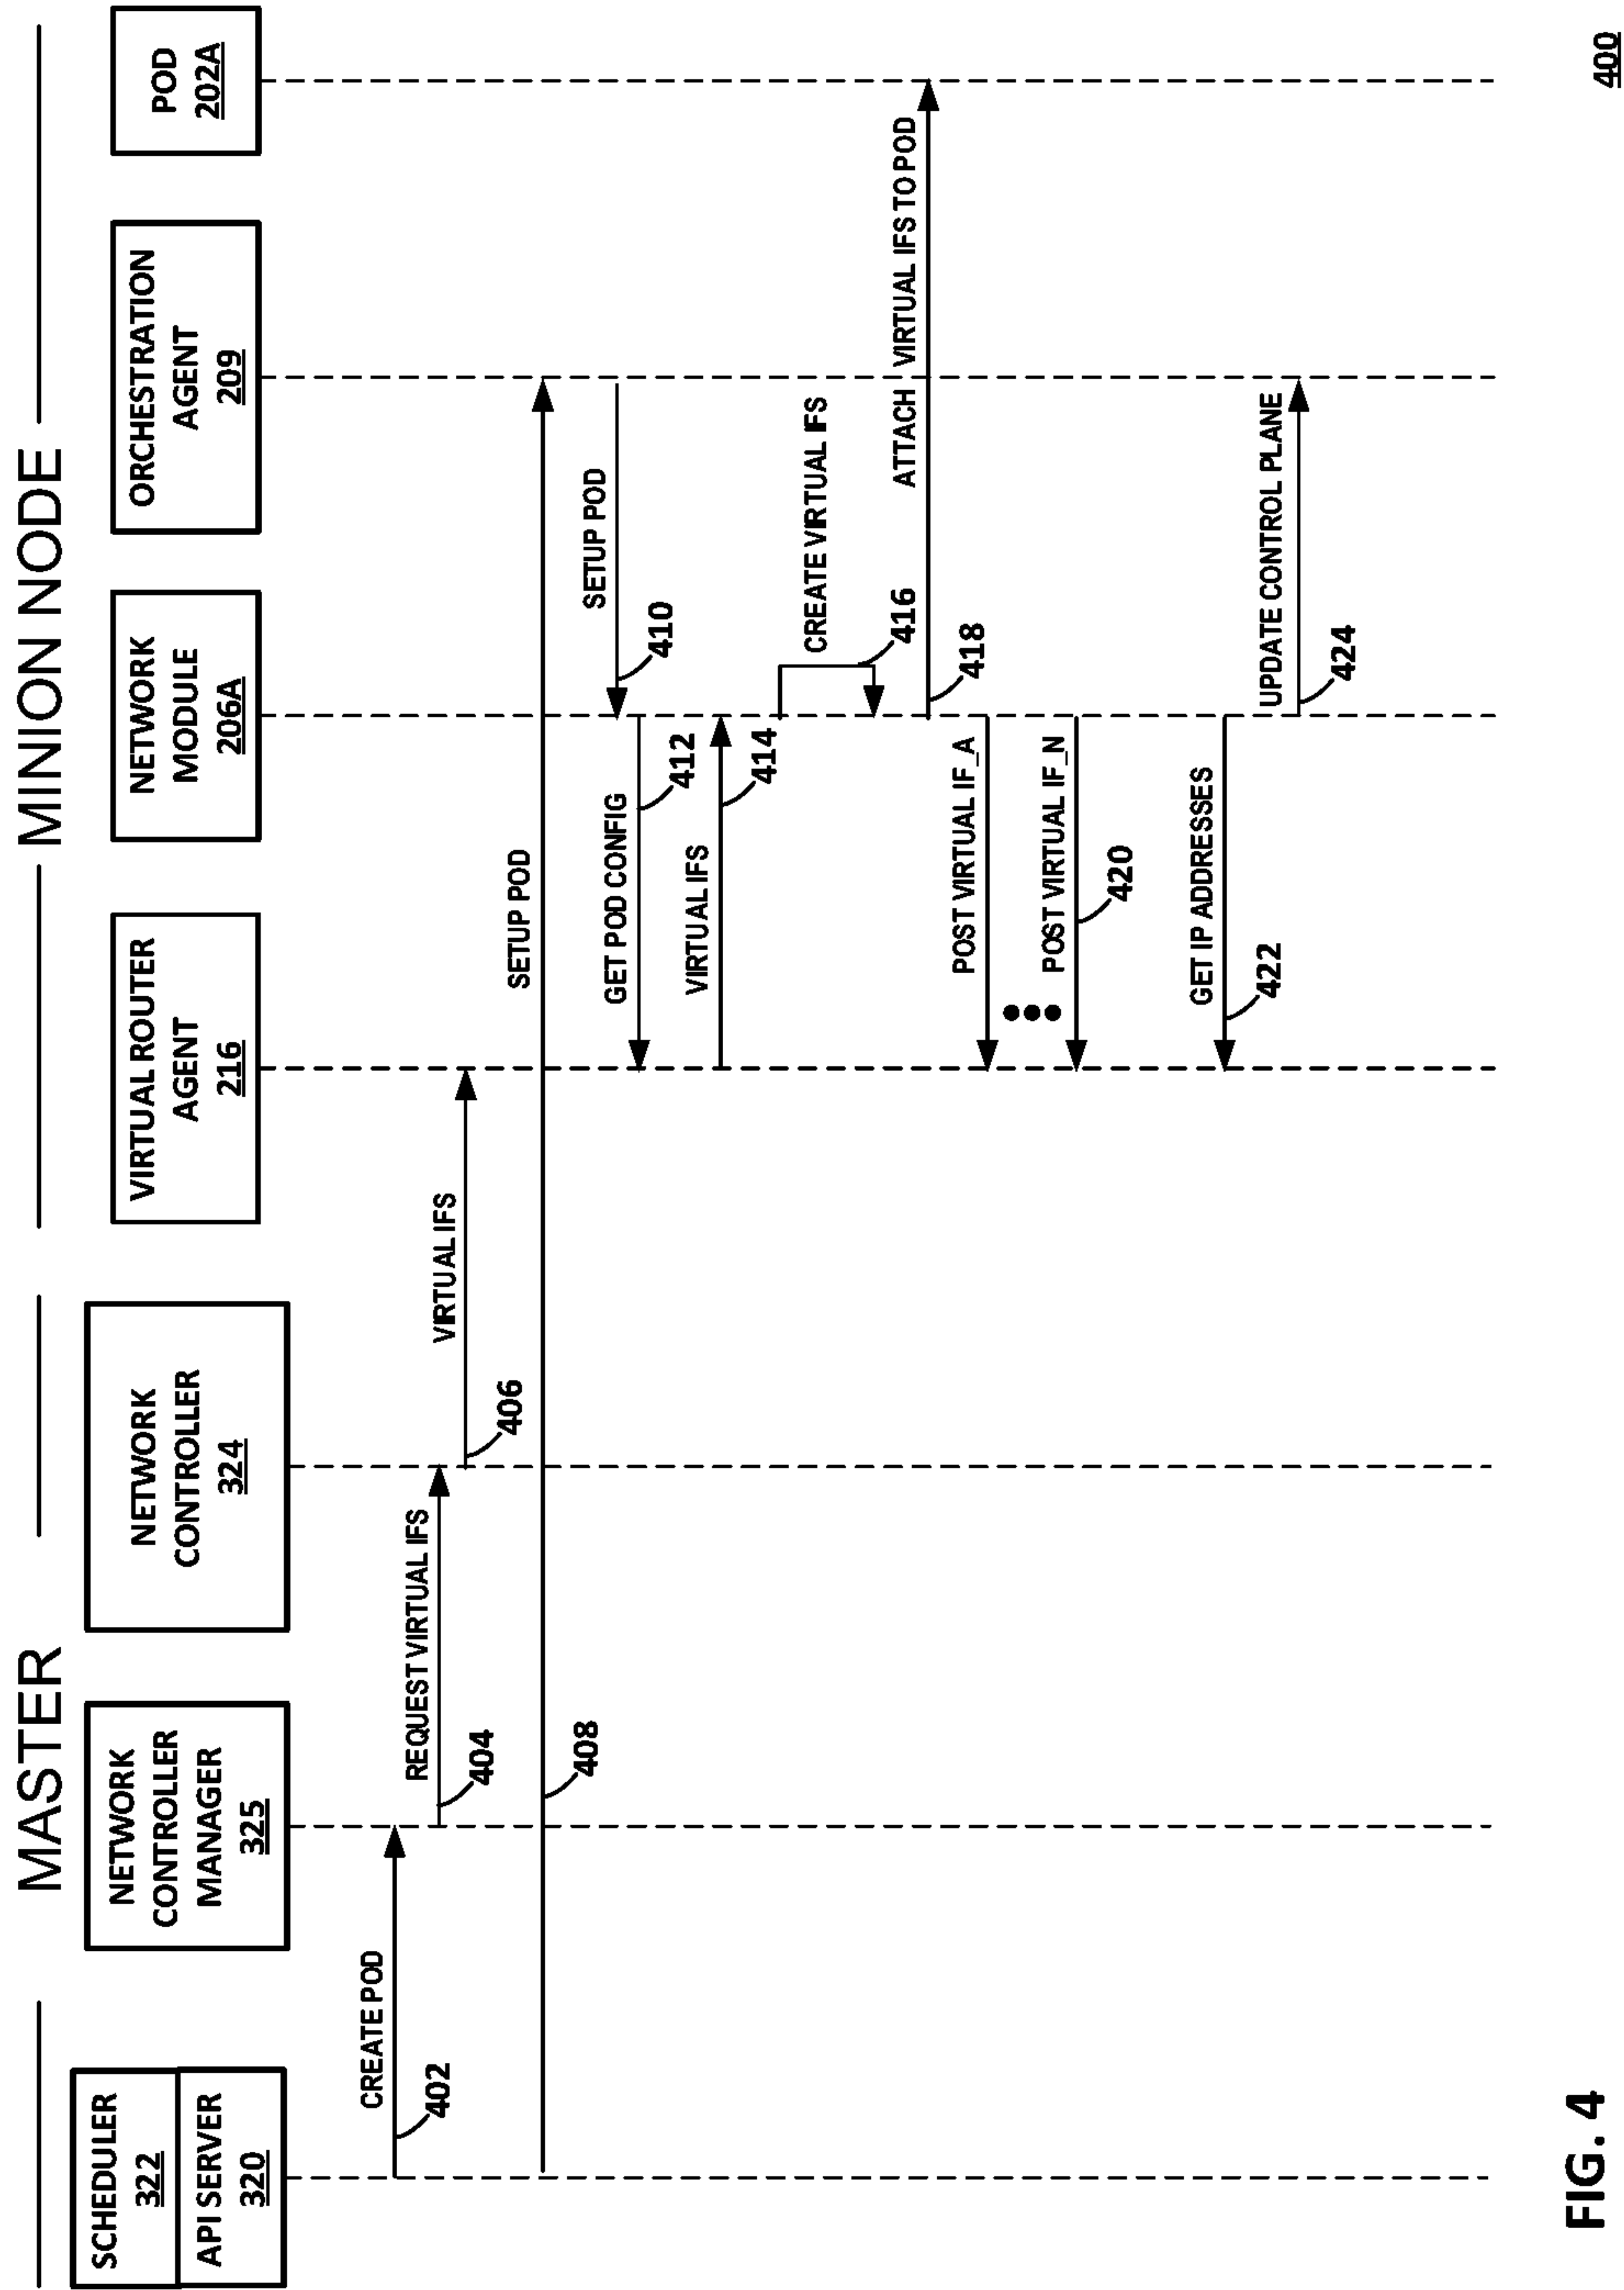 MASTER
MINION NODE
SCHEDULER
322
API SERVER
320
NETWORK
CONTROLLER
MANAGER
325
NETWORK
CONTROLLER
324
VIRTUAL ROUTER
AGENT
216
NETWORK
MODULE
206A
ORCHESTRATION
AGENT
209
POD
202A
CREATE POD
402
REQUEST VIRTUAL IFS
404
VIRTUAL IFS
406
SETUP POD
408
SETUP POD
410
GET POD CONFIG
412
VIRTUAL IFS
414
CREATE VIRTUAL IFS
416
ATTACH VIRTUAL IFS TO POD
418
POST VIRTUAL IF_A
POST VIRTUAL IF_N
420
GET IP ADDRESSES
422
UPDATE CONTROL PLANE
424
FIG. 4
400